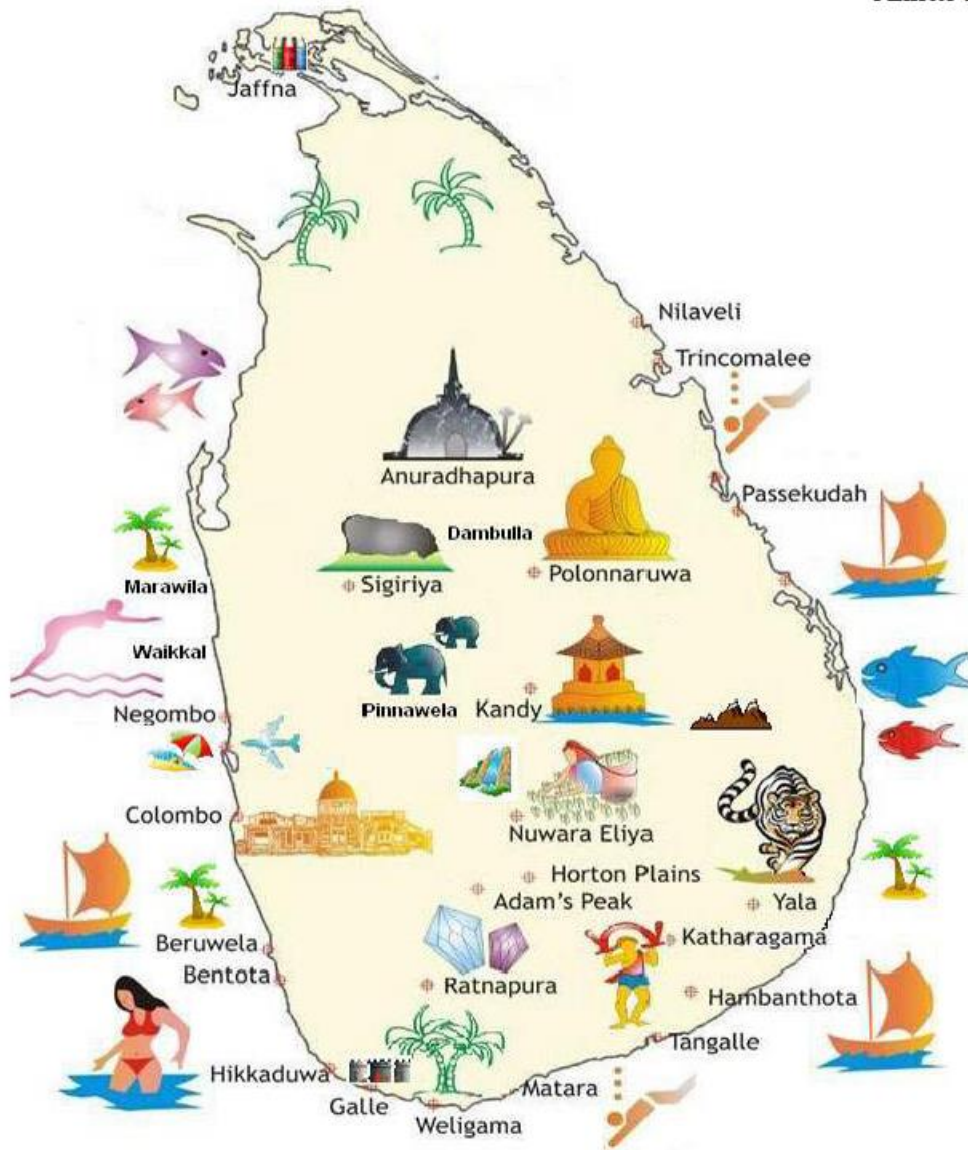 Jaffna
Nilaveli
Trincomalee
Anuradhapura
Passekudah
Dambulla
Sigiriya
Polonnaruwa
Marawila
Waikkal
Pinnawela
Kandy
Negombo
Colombo
Nuwara Eliya
Horton Plains
Adam's Peak
Yala
Beruwela
Katharagama
Bentota
Ratnapura
Hambanthota
Tangalle
Hikkaduwa
Matara
Galle
Weligama